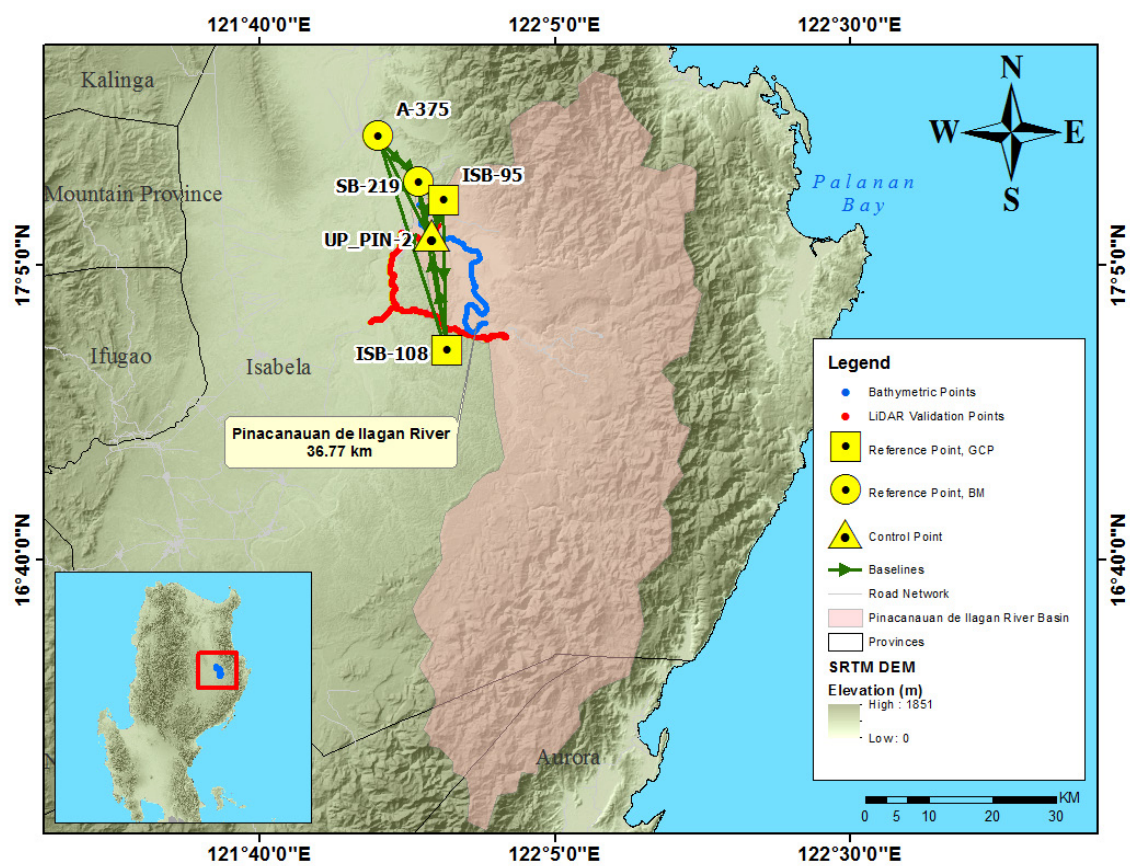 121°40'0"E
122°5'0"E
122°30'0"E
Kalinga
A-375
N
W
E
S
ISB-95
SB-219
Mountain Province
Palanan
Bay
UP_PIN-2
17°5'0"N
17°5'0"N
ISB-108
Ifugao
Isabela
Pinacanauan de Ilagan River
36.77 km
Legend
Bathymetric Points
LiDAR Validation Points
Reference Point, GCP
Reference Point, BM
Control Point
Baselines
Road Network
Pinacanauan de Ilagan River Basin
Provinces
SRTM DEM
Elevation (m)
High : 1851
Low : 0
16°40'0"N
16°40'0"N
Aurora
KM
0 5 10 20 30
121°40'0"E
122°5'0"E
122°30'0"E